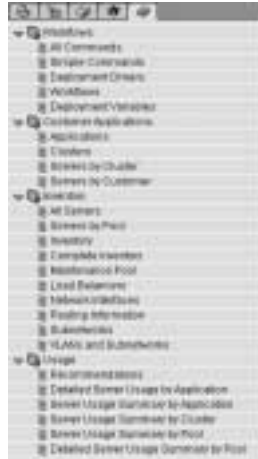 Workflows
All Commands
Simple Commands
Deployment Drivers
Workflows
Deployment Variables
Customer Applications
Applications
Clusters
Servers by Cluster
Servers by Customer
Inventory
All Servers
Servers by Pool
Inventory
Complete Inventory
Maintenance Pool
Load Balancers
Network Interfaces
Routing Information
Subnetworks
VLANs and Subnetworks
Usage
Recommendations
Detailed Server Usage by Application
Server Usage Summary by Application
Server Usage Summary by Cluster
Server Usage Summary by Pool
Detailed Server Usage Summary by Pool